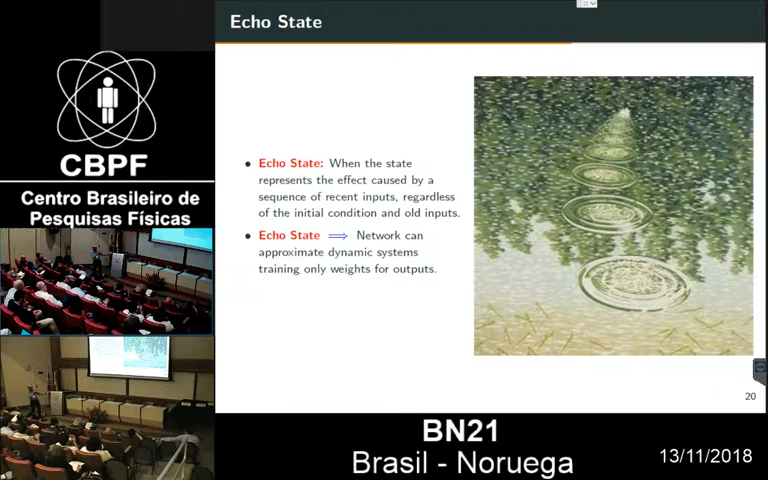 Echo State
CBPF
Centro Brasileiro de
Pesquisas Físicas
• Echo State: When the state
represents the effect caused by a
sequence of recent inputs, regardless
of the initial condition and old inputs.
• Echo State ⟹ Network can
approximate dynamic systems
training only weights for outputs.
20
BN21
Brasil - Noruega
13/11/2018